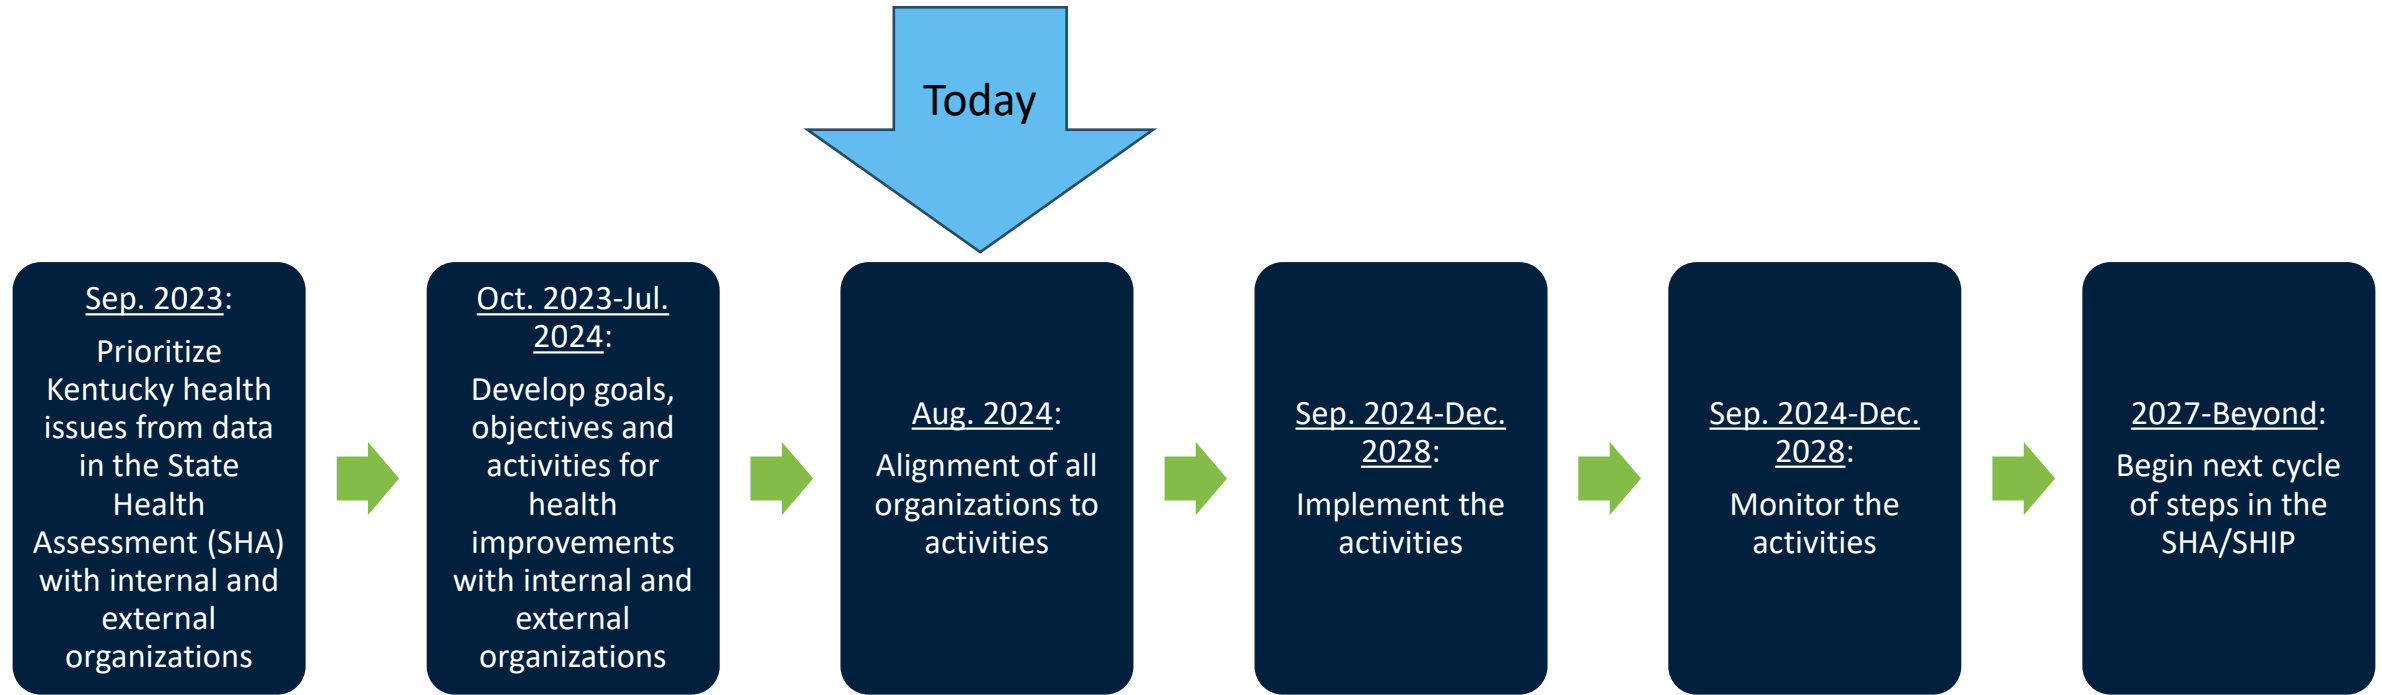 Today
Sep. 2023:
Prioritize
Kentucky health
issues from data
in the State
Health
Assessment (SHA)
with internal and
external
organizations
Oct. 2023-Jul.
2024:
Develop goals,
objectives and
activities for
health
improvements
with internal and
external
organizations
Aug. 2024:
Alignment of all
organizations to
activities
Sep. 2024-Dec.
2028:
Implement the
activities
Sep. 2024-Dec.
2028:
Monitor the
activities
2027-Beyond:
Begin next cycle
of steps in the
SHA/SHIP